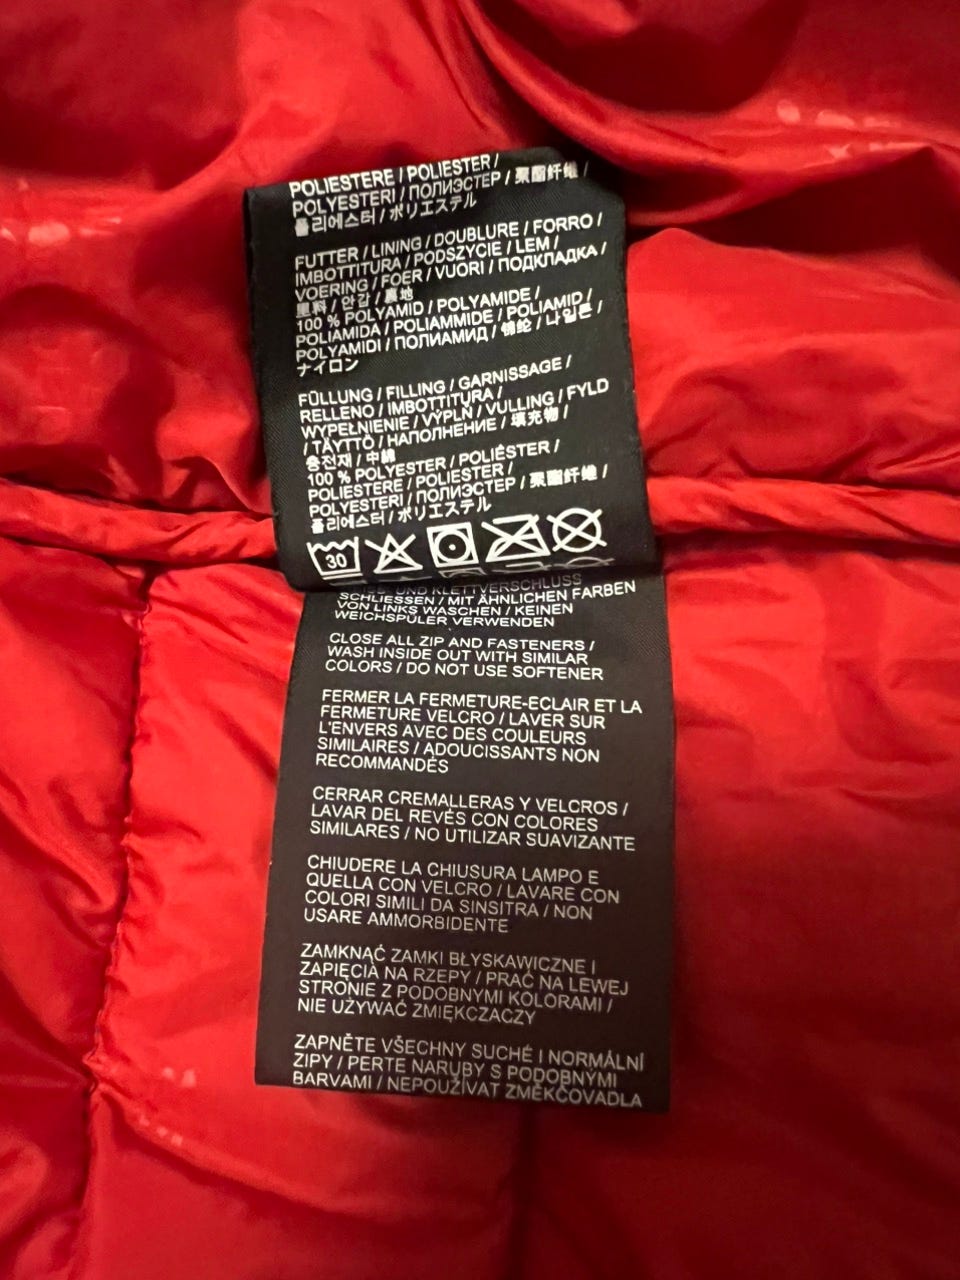 POLIESTERE / POLIESTER /
POLYESTERI / ПОЛИЭСТЕР / 聚酯纤维 /
폴리에스터 / ポリエステル
FUTTER / LINING / DOUBLURE / FORRO /
IMBOTTITURA / PODSZYCIE / LEM /
VOERING / FOER / VUORI / ПОДКЛАДКА /
里料 / 안감 / 裏地
100 % POLYAMID / POLYAMIDE /
POLIAMIDA / POLIAMMIDE / POLIAMID /
POLYAMIDI / ПОЛИАМИД / 锦纶 / 나일론 /
ナイロン
FÜLLUNG / FILLING / GARNISSAGE /
RELLENO / IMBOTTITURA /
WYPEŁNIENIE / VÝPLŇ / VULLING / FYLD
/ TÄYTTÖ / НАПОЛНЕНИЕ / 填充物 /
충전재 / 中綿
100 % POLYESTER / POLIÉSTER /
POLIESTERE / POLIESTER /
POLYESTERI / ПОЛИЭСТЕР / 聚酯纤维 /
폴리에스터 / ポリエステル
30
UND KLETTVERSCHLUSS
SCHLIESSEN / MIT ÄHNLICHEN FARBEN
VON LINKS WASCHEN / KEINEN
WEICHSPÜLER VERWENDEN
CLOSE ALL ZIP AND FASTENERS /
WASH INSIDE OUT WITH SIMILAR
COLORS / DO NOT USE SOFTENER
FERMER LA FERMETURE-ECLAIR ET LA
FERMETURE VELCRO / LAVER SUR
L'ENVERS AVEC DES COULEURS
SIMILAIRES / ADOUCISSANTS NON
RECOMMANDÉS
CERRAR CREMALLERAS Y VELCROS /
LAVAR DEL REVÉS CON COLORES
SIMILARES / NO UTILIZAR SUAVIZANTE
CHIUDERE LA CHIUSURA LAMPO E
QUELLA CON VELCRO / LAVARE CON
COLORI SIMILI DA SINSITRA / NON
USARE AMMORBIDENTE
ZAMKNĄĆ ZAMKI BŁYSKAWICZNE I
ZAPIĘCIA NA RZEPY / PRAĆ NA LEWEJ
STRONIE Z PODOBNYMI KOLORAMI /
NIE UŻYWAĆ ZMIĘKCZACZY
ZAPNĚTE VŠECHNY SUCHÉ I NORMÁLNÍ
ZIPY / PERTE NARUBY S PODOBNÝMI
BARVAMI / NEPOUŽÍVAT ZMĚKČOVADLA